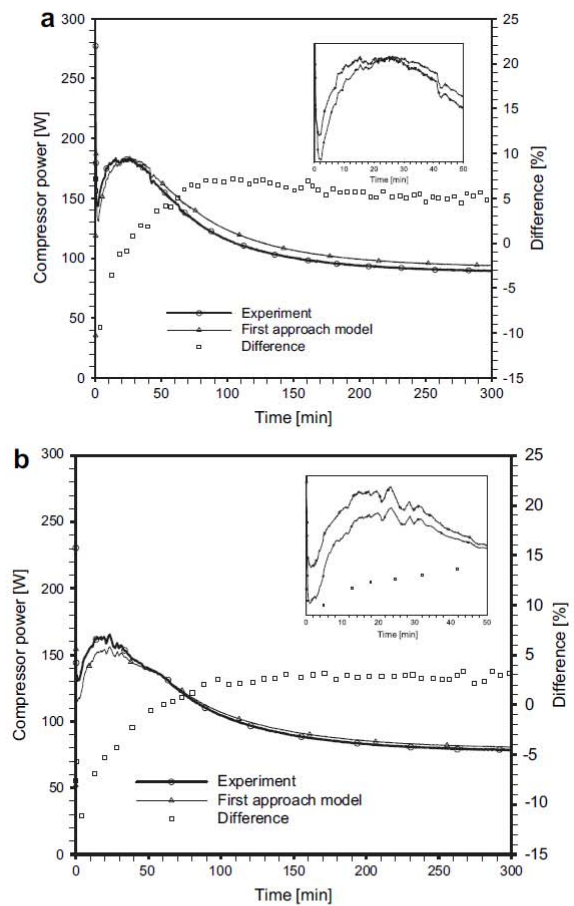 a
300
250
200
150
100
50
0
Compressor power [W]
25
20
15
10
5
0
-5
-10
-15
Difference [%]
0 10 20 30 40 50
Time [min]
Experiment
First approach model
Difference
0 50 100 150 200 250 300
Time [min]
b
300
250
200
150
100
50
0
Compressor power [W]
25
20
15
10
5
0
-5
-10
-15
Difference [%]
0 10 20 30 40 50
Time [min]
Experiment
First approach model
Difference
0 50 100 150 200 250 300
Time [min]